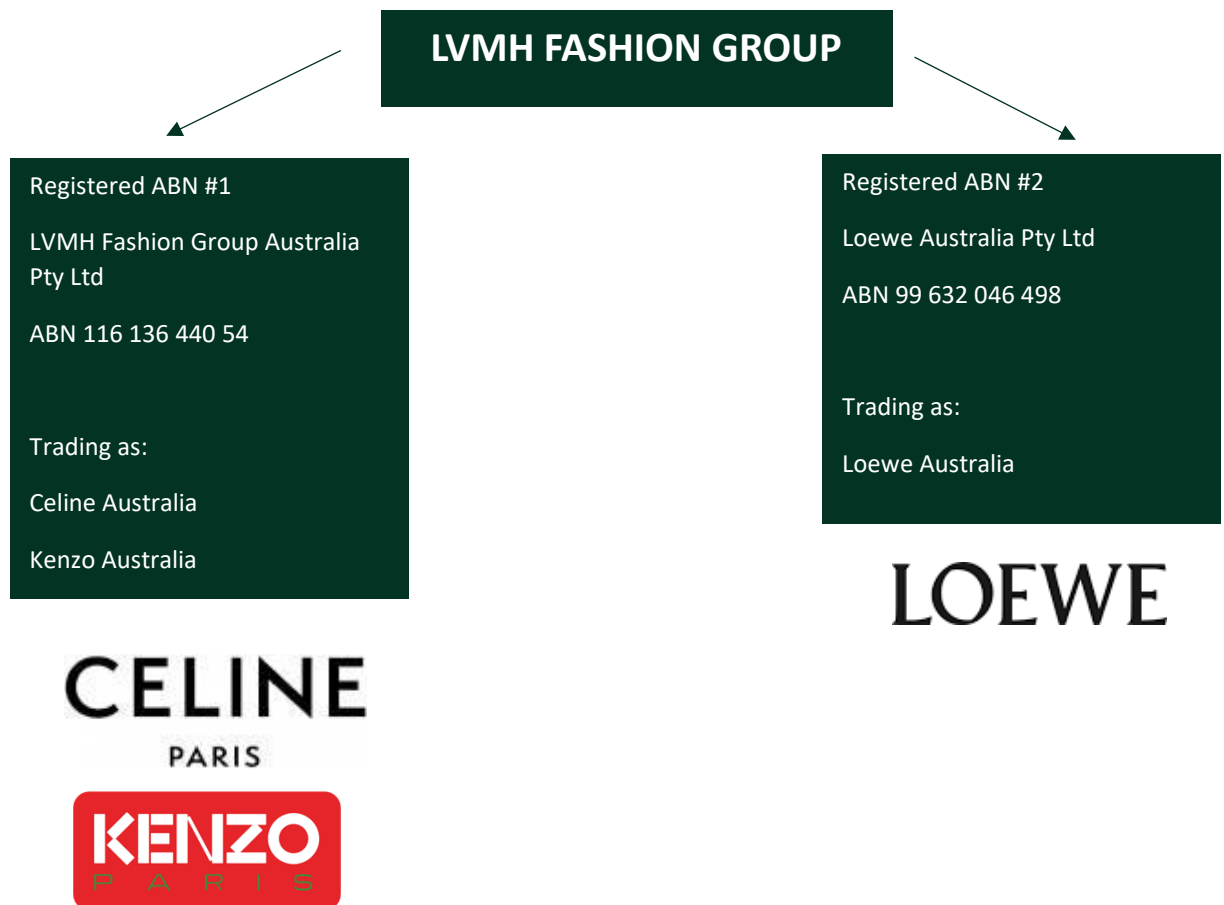 LVMH FASHION GROUP
Registered ABN #1
LVMH Fashion Group Australia
Pty Ltd
ABN 116 136 440 54
Trading as:
Celine Australia
Kenzo Australia
CELINE
PARIS
KENZO
PARIS
Registered ABN #2
Loewe Australia Pty Ltd
ABN 99 632 046 498
Trading as:
Loewe Australia
LOEWE